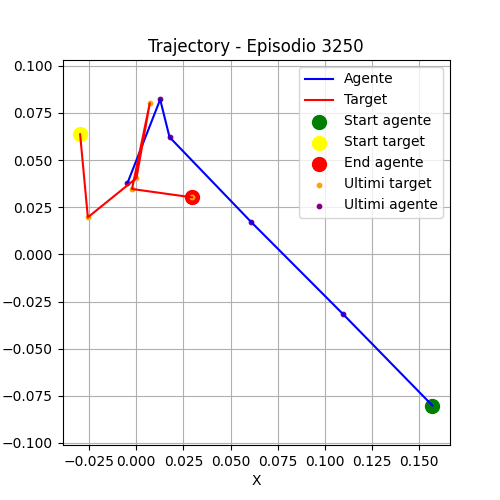 Trajectory - Episodio 3250
0.100
0.075
0.050
0.025
0.000
−0.025
−0.050
−0.075
−0.100
Agente
Target
Start agente
Start target
End agente
Ultimi target
Ultimi agente
−0.025 0.000 0.025 0.050 0.075 0.100 0.125 0.150
X